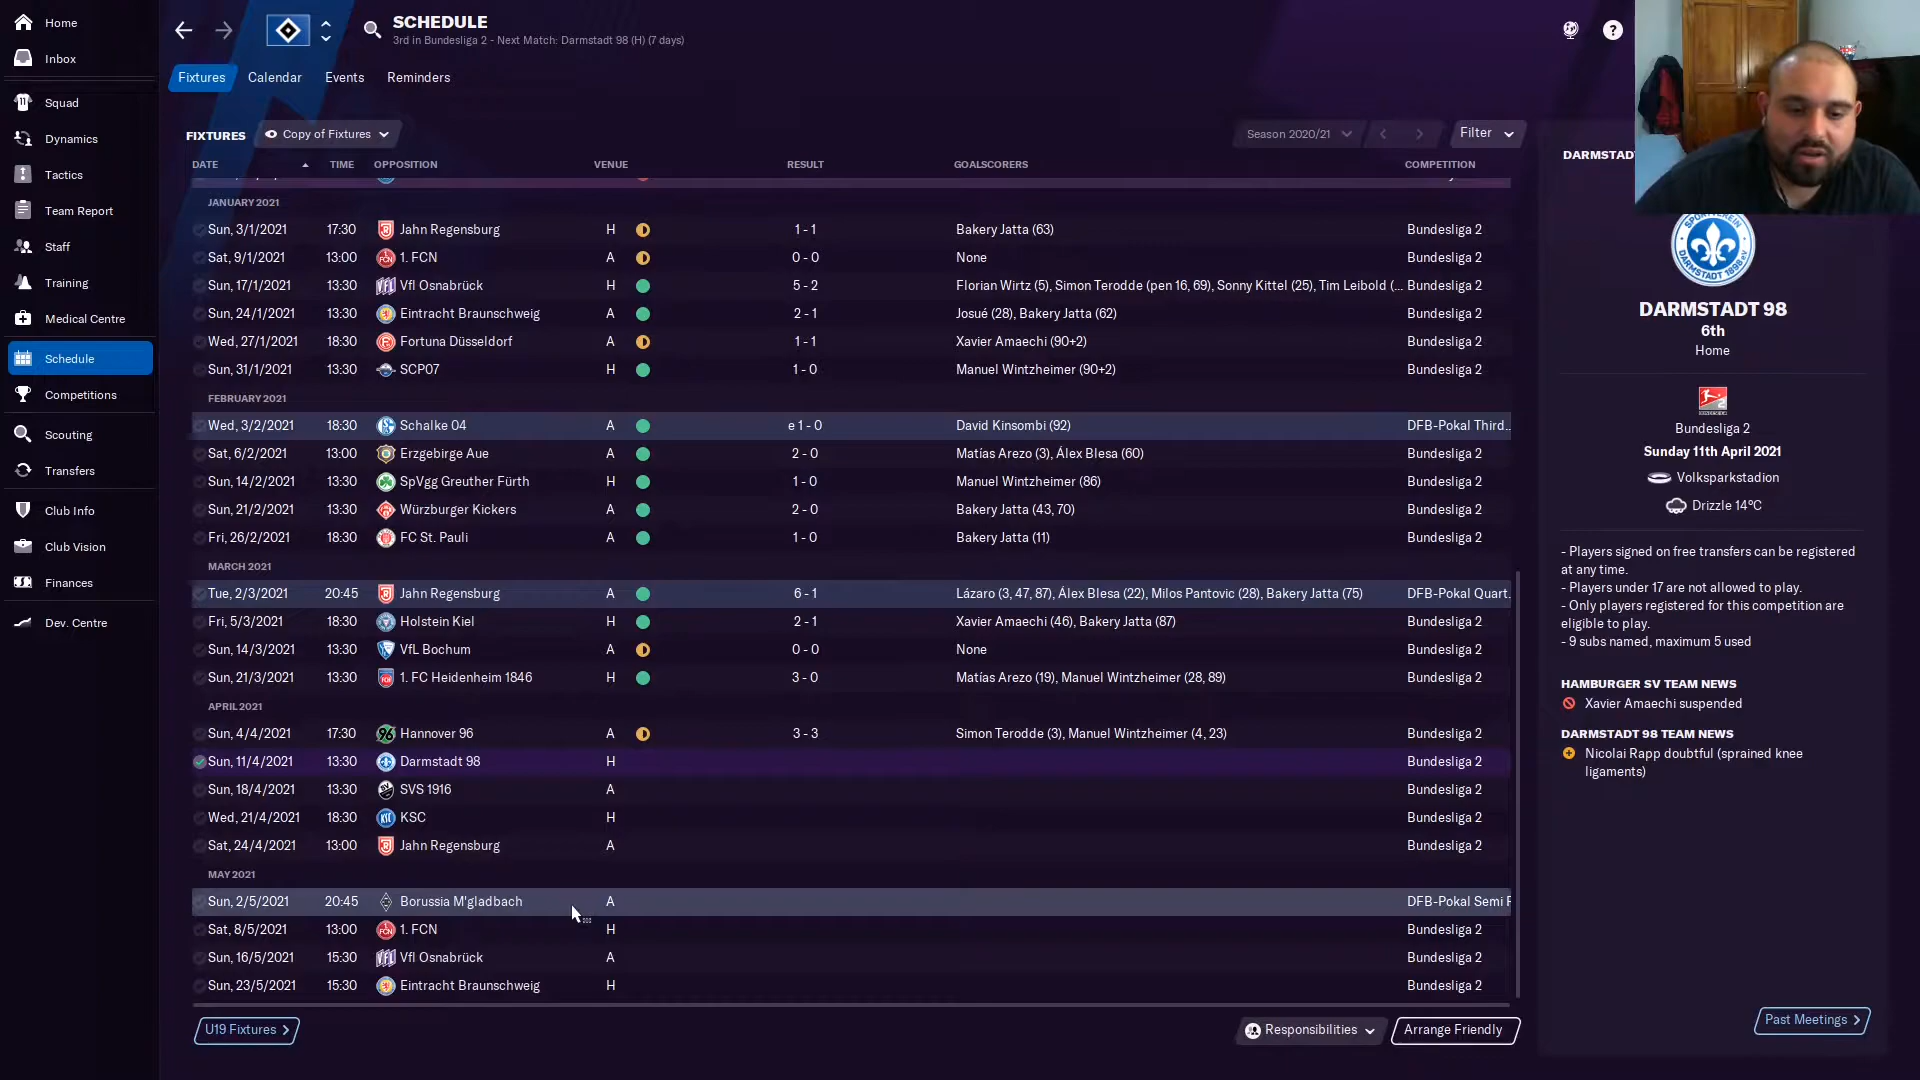 Home
Inbox
Squad
Dynamics
Tactics
Team Report
Staff
Training
Medical Centre
Schedule
Competitions
Scouting
Transfers
Club Info
Club Vision
Finances
Dev. Centre
SCHEDULE
3rd in Bundesliga 2 - Next Match: Darmstadt 98 (H) (7 days)
Fixtures Calendar Events Reminders
FIXTURES Copy of Fixtures Season 2020/21 Filter
DATE TIME OPPOSITION VENUE RESULT GOALSCORERS COMPETITION
JANUARY 2021
Sun, 3/1/2021 17:30 Jahn Regensburg H 1 - 1 Bakery Jatta (63) Bundesliga 2
Sat, 9/1/2021 13:00 1. FCN A 0 - 0 None Bundesliga 2
Sun, 17/1/2021 13:30 Vfl Osnabrück H 5 - 2 Florian Wirtz (5), Simon Terodde (pen 16, 69), Sonny Kittel (25), Tim Leibold (... Bundesliga 2
Sun, 24/1/2021 13:30 Eintracht Braunschweig A 2 - 1 Josué (28), Bakery Jatta (62) Bundesliga 2
Wed, 27/1/2021 18:30 Fortuna Düsseldorf A 1 - 1 Xavier Amaechi (90+2) Bundesliga 2
Sun, 31/1/2021 13:30 SCP07 H 1 - 0 Manuel Wintzheimer (90+2) Bundesliga 2
FEBRUARY 2021
Wed, 3/2/2021 18:30 Schalke 04 A e 1 - 0 David Kinsombi (92) DFB-Pokal Third..
Sat, 6/2/2021 13:00 Erzgebirge Aue A 2 - 0 Matías Arezo (3), Álex Blesa (60) Bundesliga 2
Sun, 14/2/2021 13:30 SpVgg Greuther Fürth H 1 - 0 Manuel Wintzheimer (86) Bundesliga 2
Sun, 21/2/2021 13:30 Würzburger Kickers A 2 - 0 Bakery Jatta (43, 70) Bundesliga 2
Fri, 26/2/2021 18:30 FC St. Pauli A 1 - 0 Bakery Jatta (11) Bundesliga 2
MARCH 2021
Tue, 2/3/2021 20:45 Jahn Regensburg A 6 - 1 Lázaro (3, 47, 87), Álex Blesa (22), Milos Pantovic (28), Bakery Jatta (75) DFB-Pokal Quart.
Fri, 5/3/2021 18:30 Holstein Kiel H 2 - 1 Xavier Amaechi (46), Bakery Jatta (87) Bundesliga 2
Sun, 14/3/2021 13:30 VfL Bochum A 0 - 0 None Bundesliga 2
Sun, 21/3/2021 13:30 1. FC Heidenheim 1846 H 3 - 0 Matías Arezo (19), Manuel Wintzheimer (28, 89) Bundesliga 2
APRIL 2021
Sun, 4/4/2021 17:30 Hannover 96 A 3 - 3 Simon Terodde (3), Manuel Wintzheimer (4, 23) Bundesliga 2
Sun, 11/4/2021 13:30 Darmstadt 98 H Bundesliga 2
Sun, 18/4/2021 13:30 SVS 1916 A Bundesliga 2
Wed, 21/4/2021 18:30 KSC H Bundesliga 2
Sat, 24/4/2021 13:00 Jahn Regensburg A Bundesliga 2
MAY 2021
Sun, 2/5/2021 20:45 Borussia M'gladbach A DFB-Pokal Semi F
Sat, 8/5/2021 13:00 1. FCN H Bundesliga 2
Sun, 16/5/2021 15:30 Vfl Osnabrück A Bundesliga 2
Sun, 23/5/2021 15:30 Eintracht Braunschweig H Bundesliga 2
U19 Fixtures Responsibilities Arrange Friendly
DARMSTAD
DARMSTADT 98
6th
Home
Bundesliga 2
Sunday 11th April 2021
Volksparkstadion
Drizzle 14ºC
- Players signed on free transfers can be registered
at any time.
- Players under 17 are not allowed to play.
- Only players registered for this competition are
eligible to play.
- 9 subs named, maximum 5 used
HAMBURGER SV TEAM NEWS
Xavier Amaechi suspended
DARMSTADT 98 TEAM NEWS
Nicolai Rapp doubtful (sprained knee
ligaments)
Past Meetings